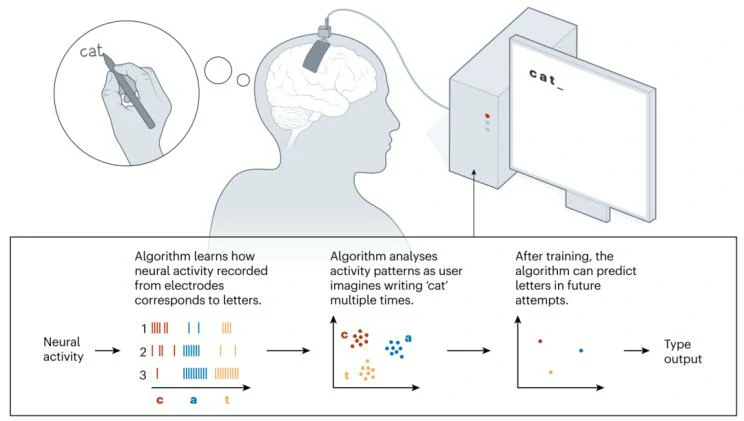 cat
cat_
Algorithm learns how
neural activity recorded
from electrodes
corresponds to letters.
Algorithm analyses
activity patterns as user
imagines writing ‘cat’
multiple times.
After training, the
algorithm can predict
letters in future
attempts.
Neural
activity
1
2
3
c a t
c
a
t
Type
output